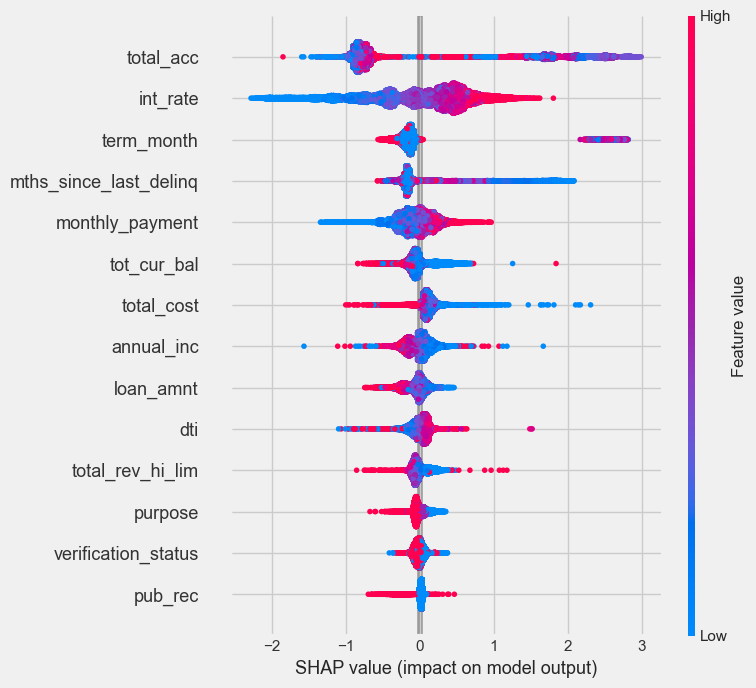 High
total_acc
int_rate
term_month
mths_since_last_delinq
monthly_payment
tot_cur_bal
total_cost
annual_inc
loan_amnt
dti
total_rev_hi_lim
purpose
verification_status
pub_rec
Feature value
Low
−2 −1 0 1 2 3
SHAP value (impact on model output)